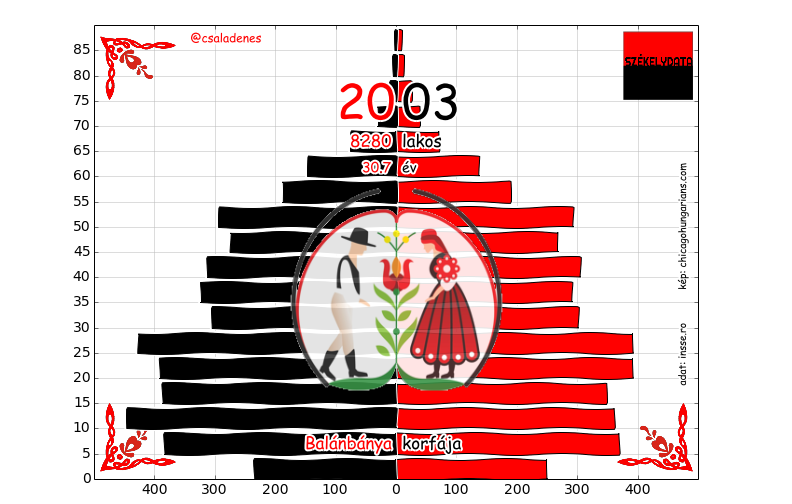 @csaladenes
SZÉKELYDATA
2003
8280 lakos
30.7 év
kép: chicagohungarians.com
adat: insse.ro
Balánbánya korfája
85
80
75
70
65
60
55
50
45
40
35
30
25
20
15
10
5
0
400 300 200 100 0 100 200 300 400